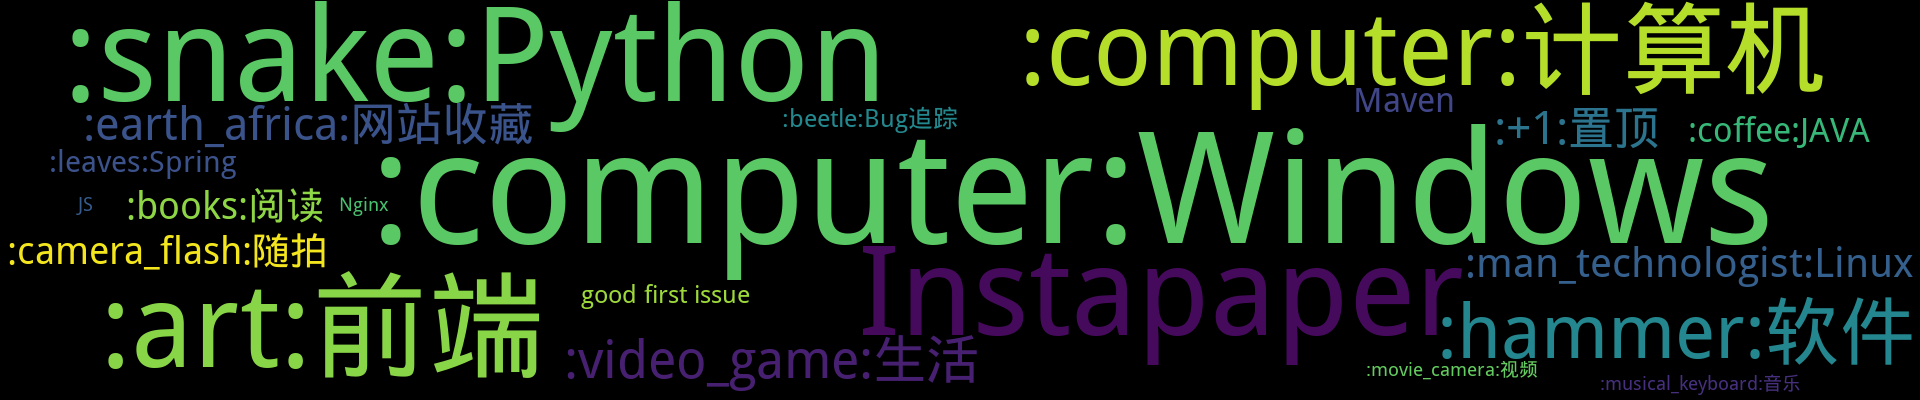 :snake:Python
:computer:计算机
:earth_africa:网站收藏
:beetle:Bug追踪
Maven
:+1:置顶
:coffee:JAVA
:leaves:Spring
:computer:Windows
JS
:books:阅读
Nginx
:camera_flash:随拍
Instapaper
:man_technologist:Linux
:art:前端
good first issue
:hammer:软件
:video_game:生活
:movie_camera:视频
:musical_keyboard:音乐